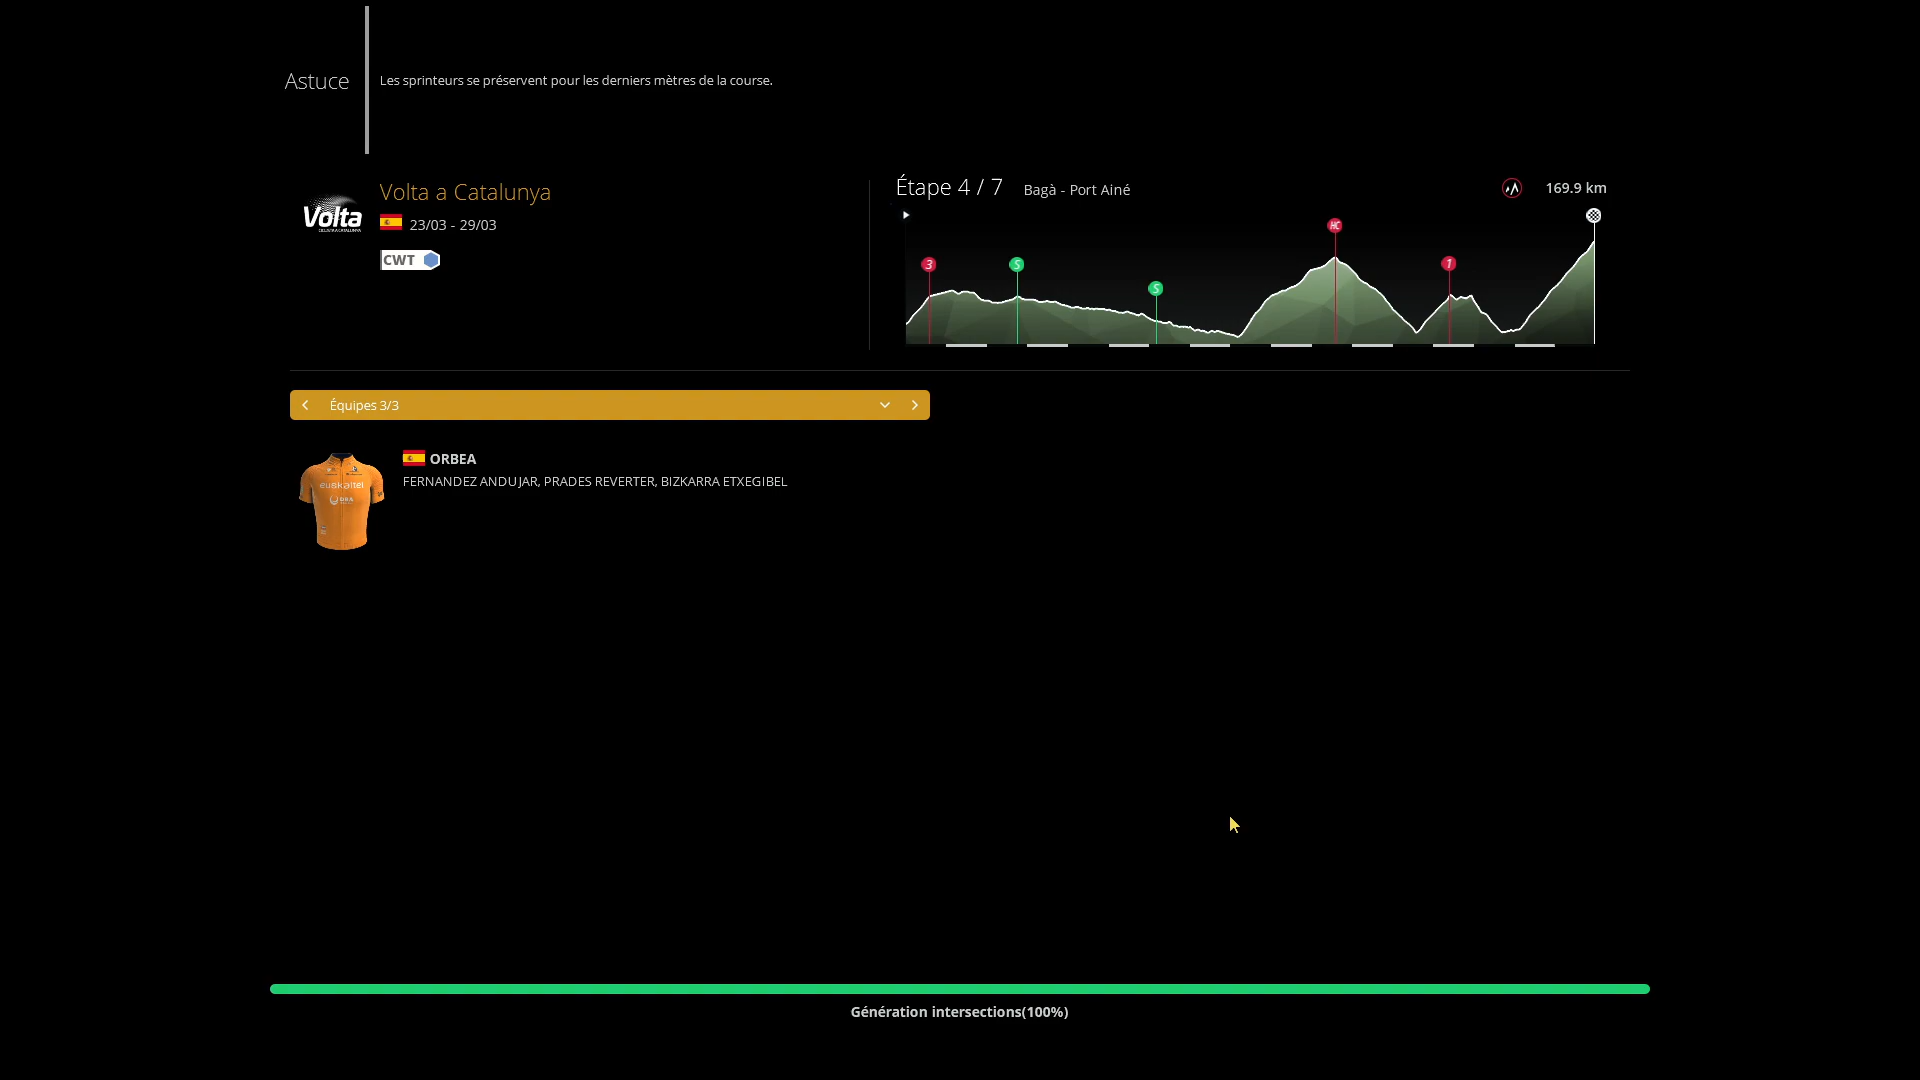 Astuce
Les sprinteurs se préservent pour les derniers mètres de la course.
Volta
Volta a Catalunya
23/03 - 29/03
CWT
Étape 4 / 7 Bagà - Port Ainé
169.9 km
HC
3
S
S
1
Équipes 3/3
ORBEA
FERNANDEZ ANDUJAR, PRADES REVERTER, BIZKARRA ETXEGIBEL
euskaltel
Génération intersections(100%)